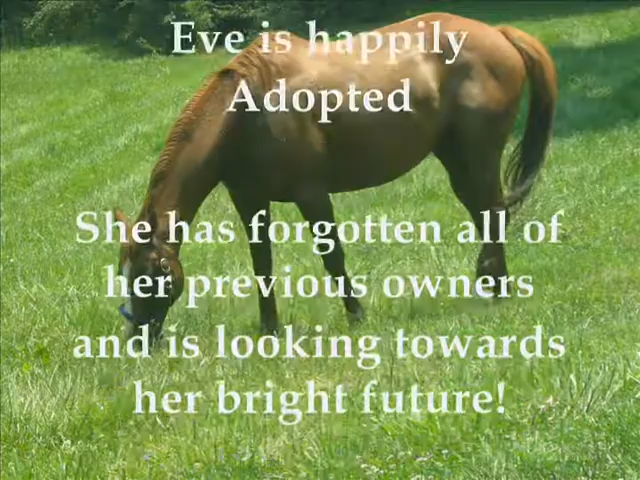 Eve is happily
Adopted
She has forgotten all of
her previous owners
and is looking towards
her bright future!